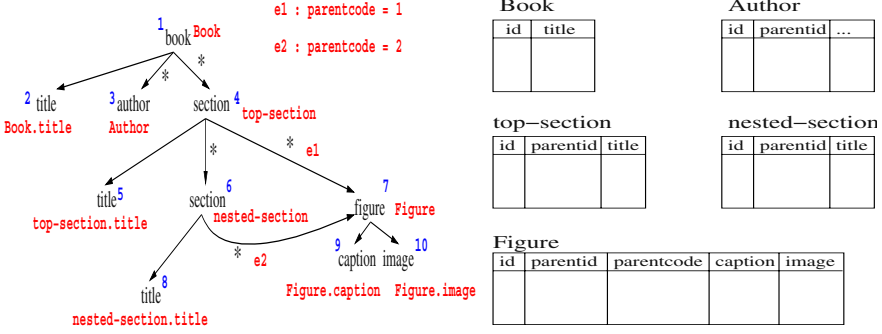 e1 : parentcode = 1
e2 : parentcode = 2
1 book Book
*
*
2 title
Book.title
3 author
Author
section 4
top-section
*
*
e1
title 5
top-section.title
6
section
nested-section
7
figure Figure
*
e2
8
title
nested-section.title
9
caption
Figure.caption
10
image
Figure.image
Book
id title
Author
id parentid ...
top-section
id parentid title
nested-section
id parentid title
Figure
id parentid parentcode caption image